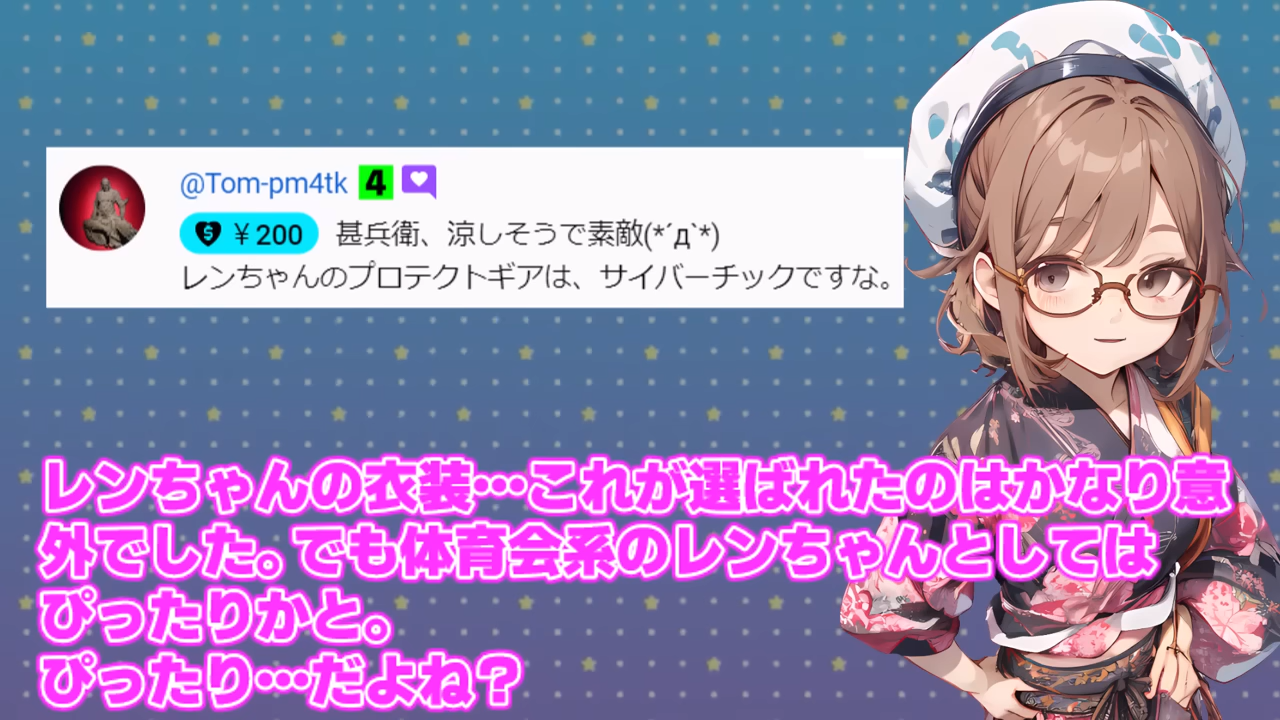 @Tom-pm4tk 4
¥200 甚兵衛、涼しそうで素敵(*´д`*)
レンちゃんのプロテクトギアは、サイバーチックですな。
レンちゃんの衣装…これが選ばれたのはかなり意
外でした。でも体育会系のレンちゃんとしては
ぴったりかと。
ぴったり…だよね？